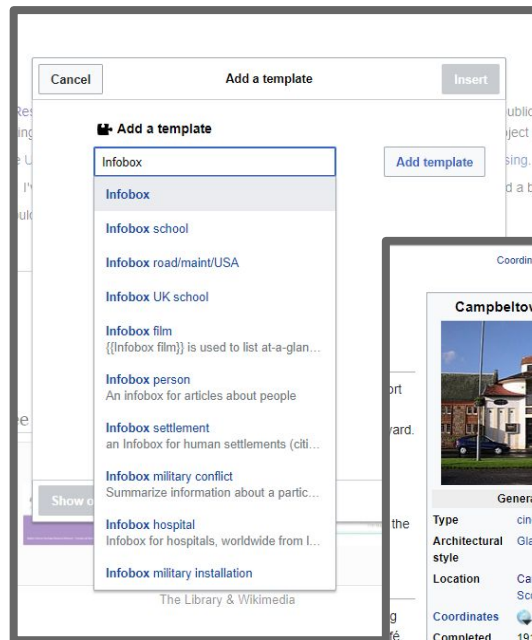 Cancel
Add a template
Insert
Add a template
Infobox
Add template
Infobox
Infobox school
Infobox road/maint/USA
Infobox UK school
Infobox film
{{Infobox film}} is used to list at-a-glan...
Infobox person
An infobox for articles about people
Infobox settlement
an Infobox for human settlements (citi...
Infobox military conflict
Summarize information about a partic...
Infobox hospital
Infobox for hospitals, worldwide from I...
Infobox military installation
Show
The Library & Wikimedia
the
Type
Architectural
style
Location
Coordinates
Completed